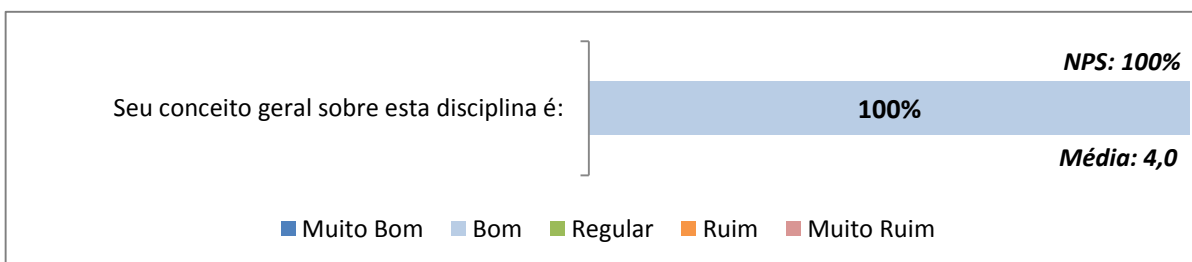 NPS: 100%
Seu conceito geral sobre esta disciplina é:
100%
Média: 4,0
Muito Bom Bom Regular Ruim Muito Ruim